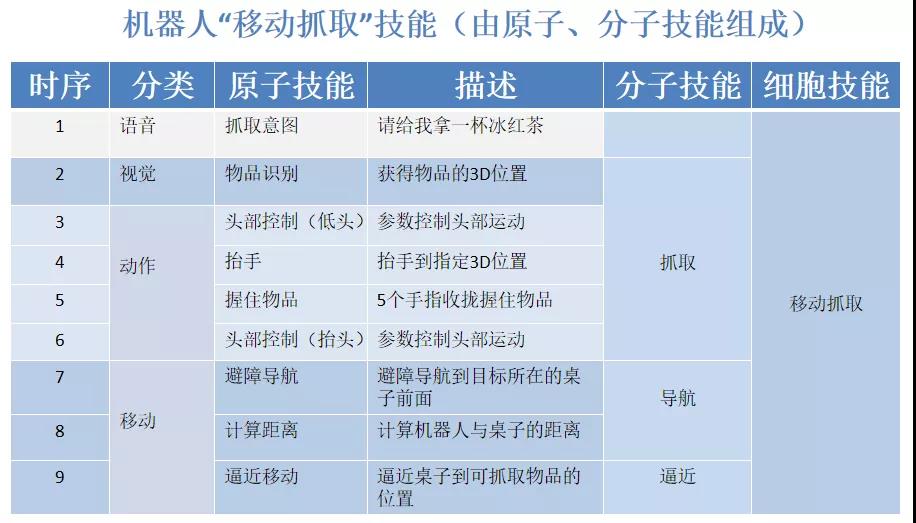 机器人“移动抓取”技能（由原子、分子技能组成）
时序 分类 原子技能 描述 分子技能 细胞技能
1 语音 抓取意图 请给我拿一杯冰红茶
2 视觉 物品识别 获得物品的3D位置
3 头部控制（低头） 参数控制头部运动
4 动作 抬手 抬手到指定3D位置 抓取
5 握住物品 5个手指收拢握住物品 移动抓取
6 头部控制（抬头） 参数控制头部运动
7 避障导航 避障导航到目标所在的桌
子前面
导航
移动
8 计算距离 计算机器人与桌子的距离
9 逼近移动 逼近桌子到可抓取物品的 逼近
位置